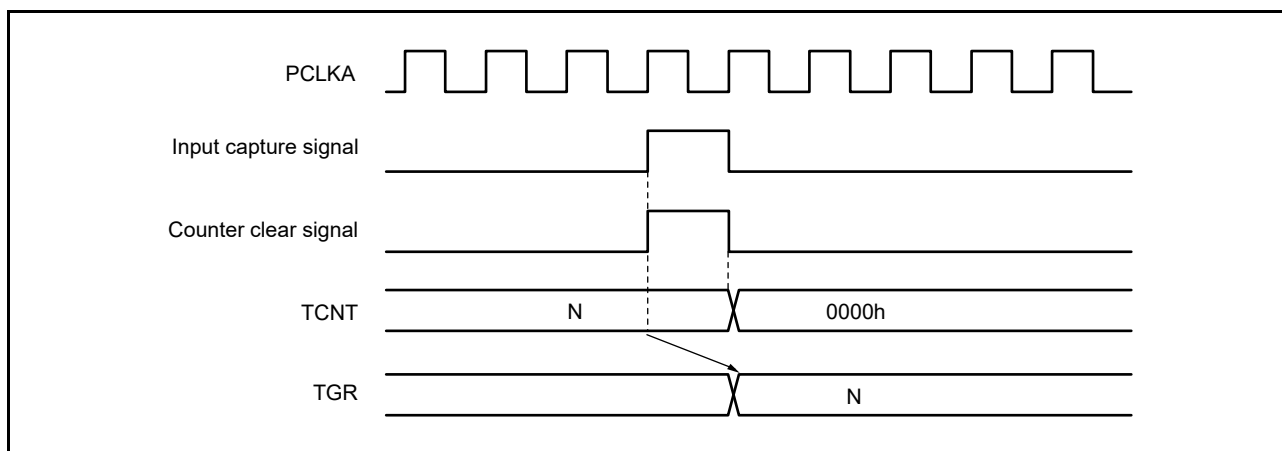 PCLKA
Input capture signal
Counter clear signal
TCNT N 0000h
TGR N